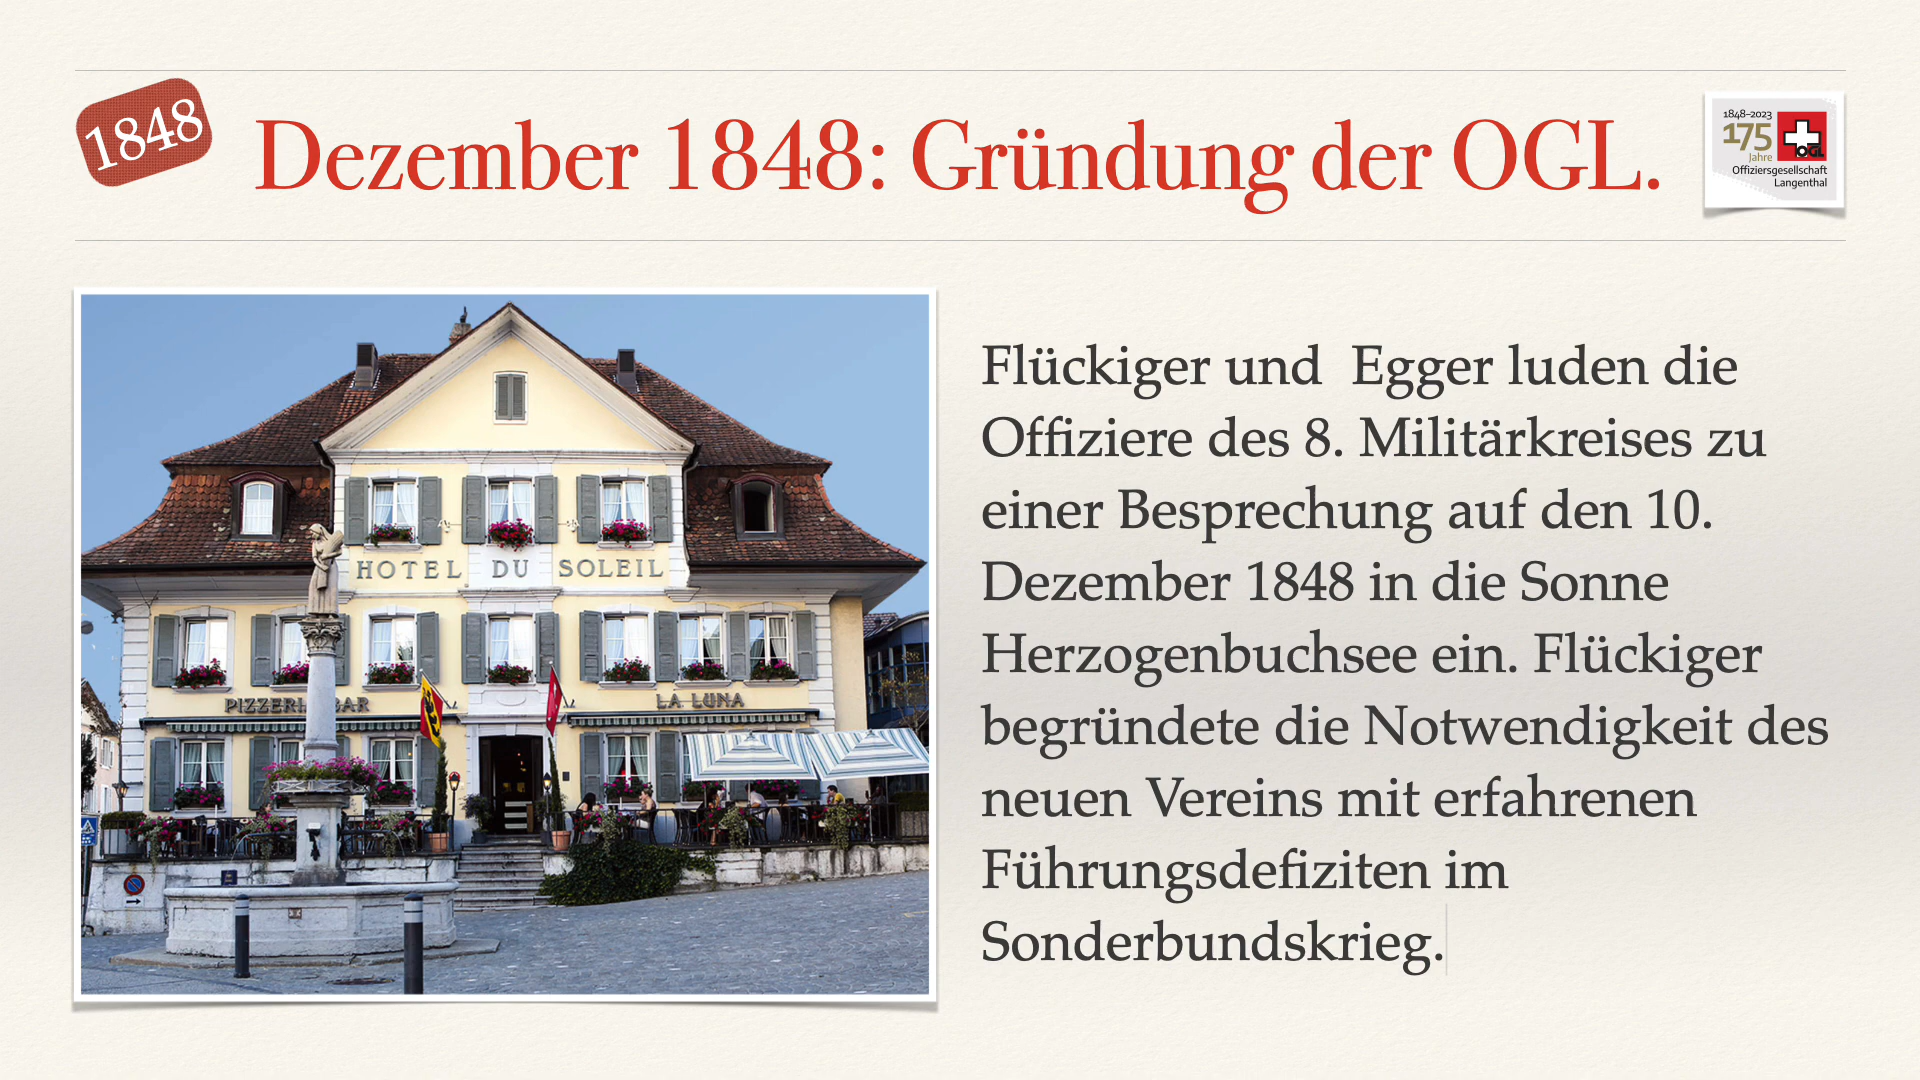 1848
Dezember 1848: Gründung der OGL.
1848–2023
175
Jahre
OGL
Offiziersgesellschaft
Langenthal
HOTEL DU SOLEIL
BAR
LA LUNA
Flückiger und  Egger luden die
Offiziere des 8. Militärkreises zu
einer Besprechung auf den 10.
Dezember 1848 in die Sonne
Herzogenbuchsee ein. Flückiger
begründete die Notwendigkeit des
neuen Vereins mit erfahrenen
Führungsdefiziten im
Sonderbundskrieg.